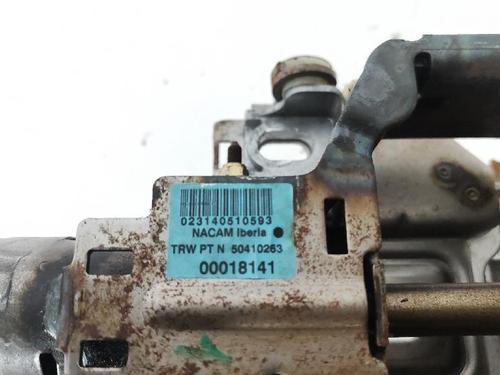 023140510593
NACAM Iberia
TRW PT N 50410263
00018141